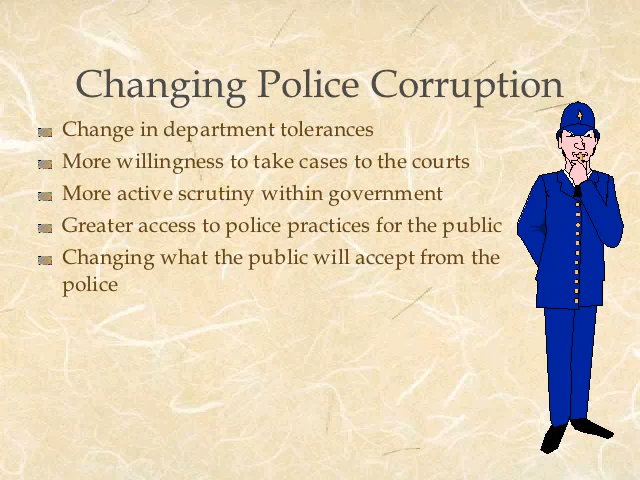 Changing Police Corruption
Change in department tolerances
More willingness to take cases to the courts
More active scrutiny within government
Greater access to police practices for the public
Changing what the public will accept from the
police